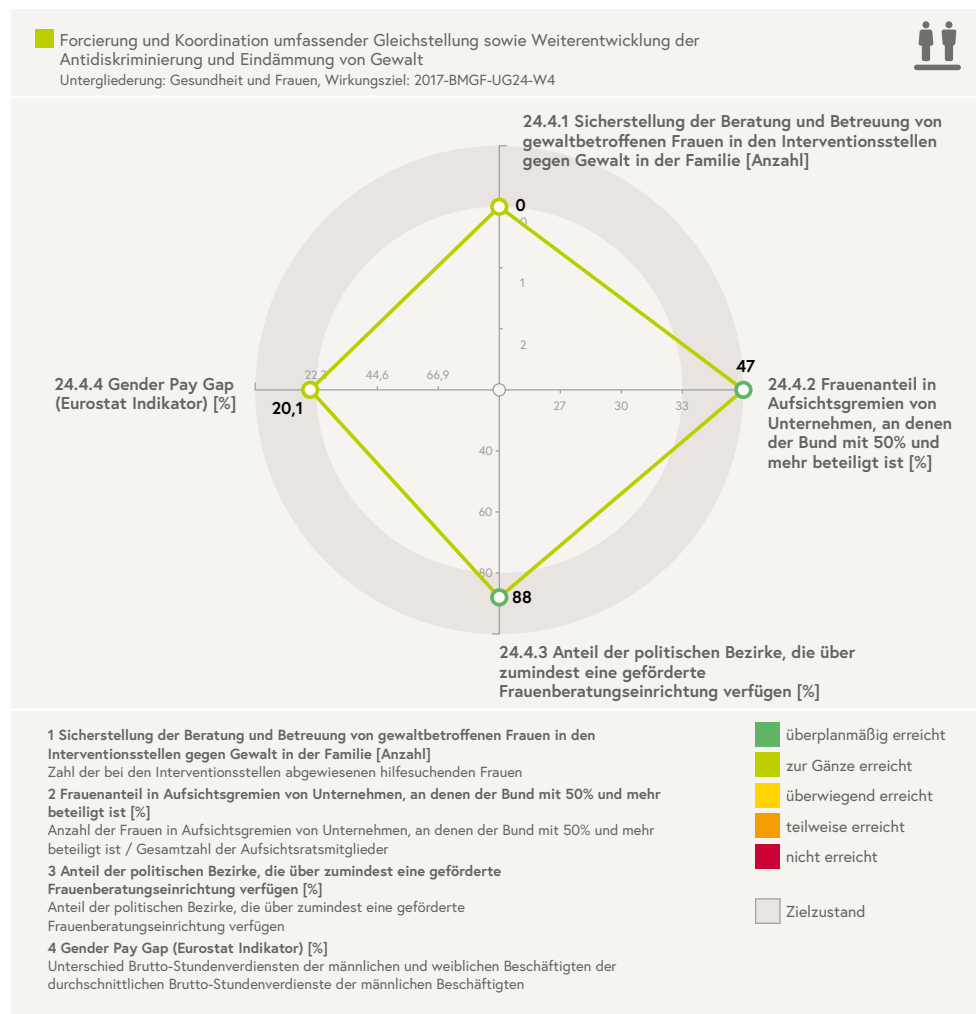 Forcierung und Koordination umfassender Gleichstellung sowie Weiterentwicklung der
Antidiskriminierung und Eindämmung von Gewalt
Untergliederung: Gesundheit und Frauen, Wirkungsziel: 2017-BMGF-UG24-W4
24.4.1 Sicherstellung der Beratung und Betreuung von
gewaltbetroffenen Frauen in den Interventionsstellen
gegen Gewalt in der Familie [Anzahl]
0
0
1
2
24.4.4 Gender Pay Gap
(Eurostat Indikator) [%]
22,3
44,6
66,9
20,1
47
27
30
33
24.4.2 Frauenanteil in
Aufsichtsgremien von
Unternehmen, an denen
der Bund mit 50% und
mehr beteiligt ist [%]
40
60
80
88
24.4.3 Anteil der politischen Bezirke, die über
zumindest eine geförderte
Frauenberatungseinrichtung verfügen [%]
1 Sicherstellung der Beratung und Betreuung von gewaltbetroffenen Frauen in den
Interventionsstellen gegen Gewalt in der Familie [Anzahl]
Zahl der bei den Interventionsstellen abgewiesenen hilfesuchenden Frauen
2 Frauenanteil in Aufsichtsgremien von Unternehmen, an denen der Bund mit 50% und mehr
beteiligt ist [%]
Anzahl der Frauen in Aufsichtsgremien von Unternehmen, an denen der Bund mit 50% und mehr
beteiligt ist / Gesamtzahl der Aufsichtsratsmitglieder
3 Anteil der politischen Bezirke, die über zumindest eine geförderte
Frauenberatungseinrichtung verfügen [%]
Anteil der politischen Bezirke, die über zumindest eine geförderte
Frauenberatungseinrichtung verfügen
4 Gender Pay Gap (Eurostat Indikator) [%]
Unterschied Brutto-Stundenverdiensten der männlichen und weiblichen Beschäftigten der
durchschnittlichen Brutto-Stundenverdienste der männlichen Beschäftigten
überplanmäßig erreicht
zur Gänze erreicht
überwiegend erreicht
teilweise erreicht
nicht erreicht
Zielzustand